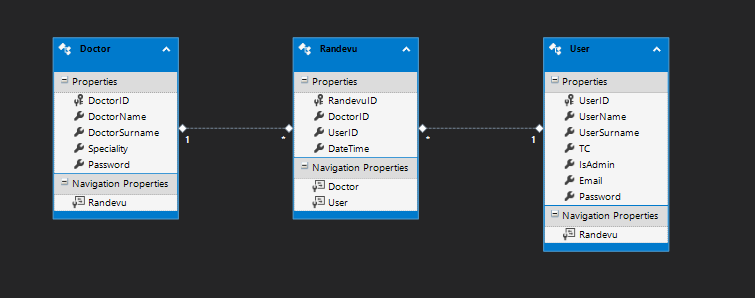 Doctor
Properties
DoctorID
DoctorName
DoctorSurname
Speciality
Password
Navigation Properties
Randevu
1
*
Randevu
Properties
RandevuID
DoctorID
UserID
DateTime
Navigation Properties
Doctor
User
*
1
User
Properties
UserID
UserName
UserSurname
TC
IsAdmin
Email
Password
Navigation Properties
Randevu